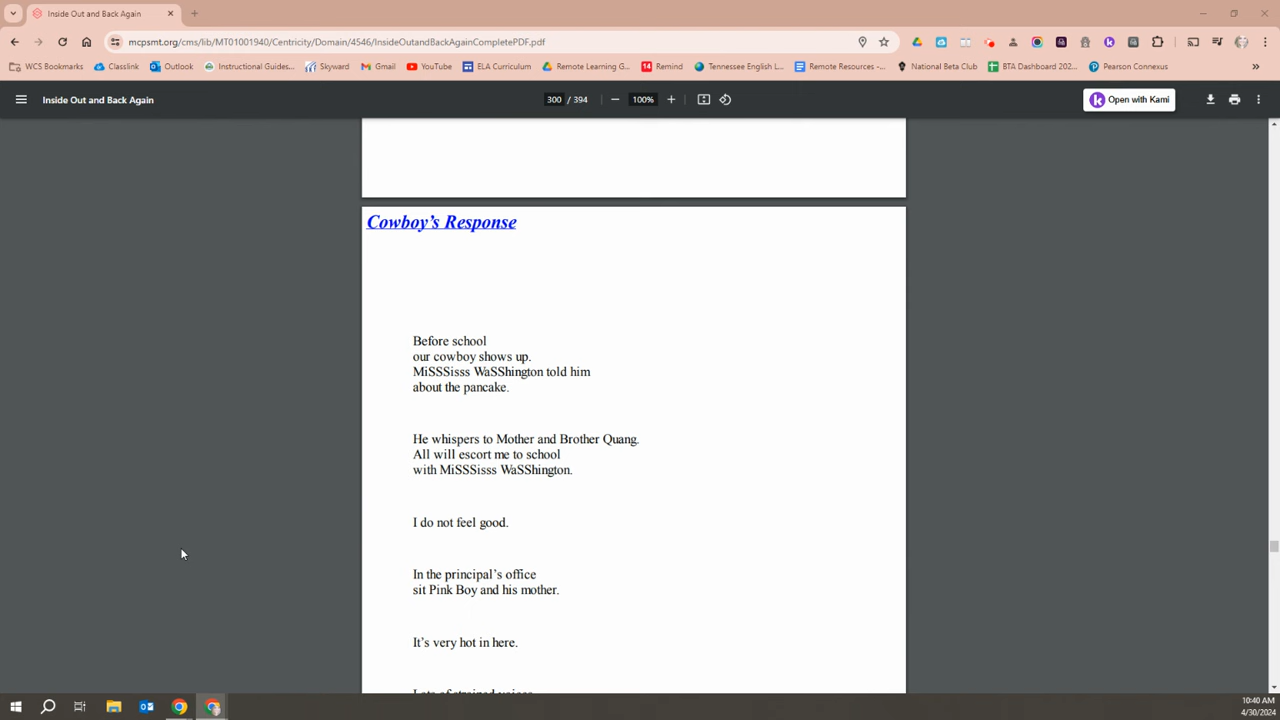 Inside Out and Back Again
mcpsmt.org/cms/lib/MT01001940/Centricity/Domain/4546/InsideOutandBackAgainCompletePDF.pdf
WCS Bookmarks
Classlink
Outlook
Instructional Guides...
Skyward
Gmail
YouTube
ELA Curriculum
Remote Learning G...
14 Remind
Tennessee English L...
Remote Resources -...
National Beta Club
BTA Dashboard 202...
Pearson Connexus
»
Inside Out and Back Again
300 / 394
100%
k Open with Kami
Cowboy's Response
Before school
our cowboy shows up.
MiSSSisss WaSShington told him
about the pancake.
He whispers to Mother and Brother Quang.
All will escort me to school
with MiSSSisss WaSShington.
I do not feel good.
In the principal's office
sit Pink Boy and his mother.
It's very hot in here.
Lots of strained voices
10:40 AM
4/30/2024